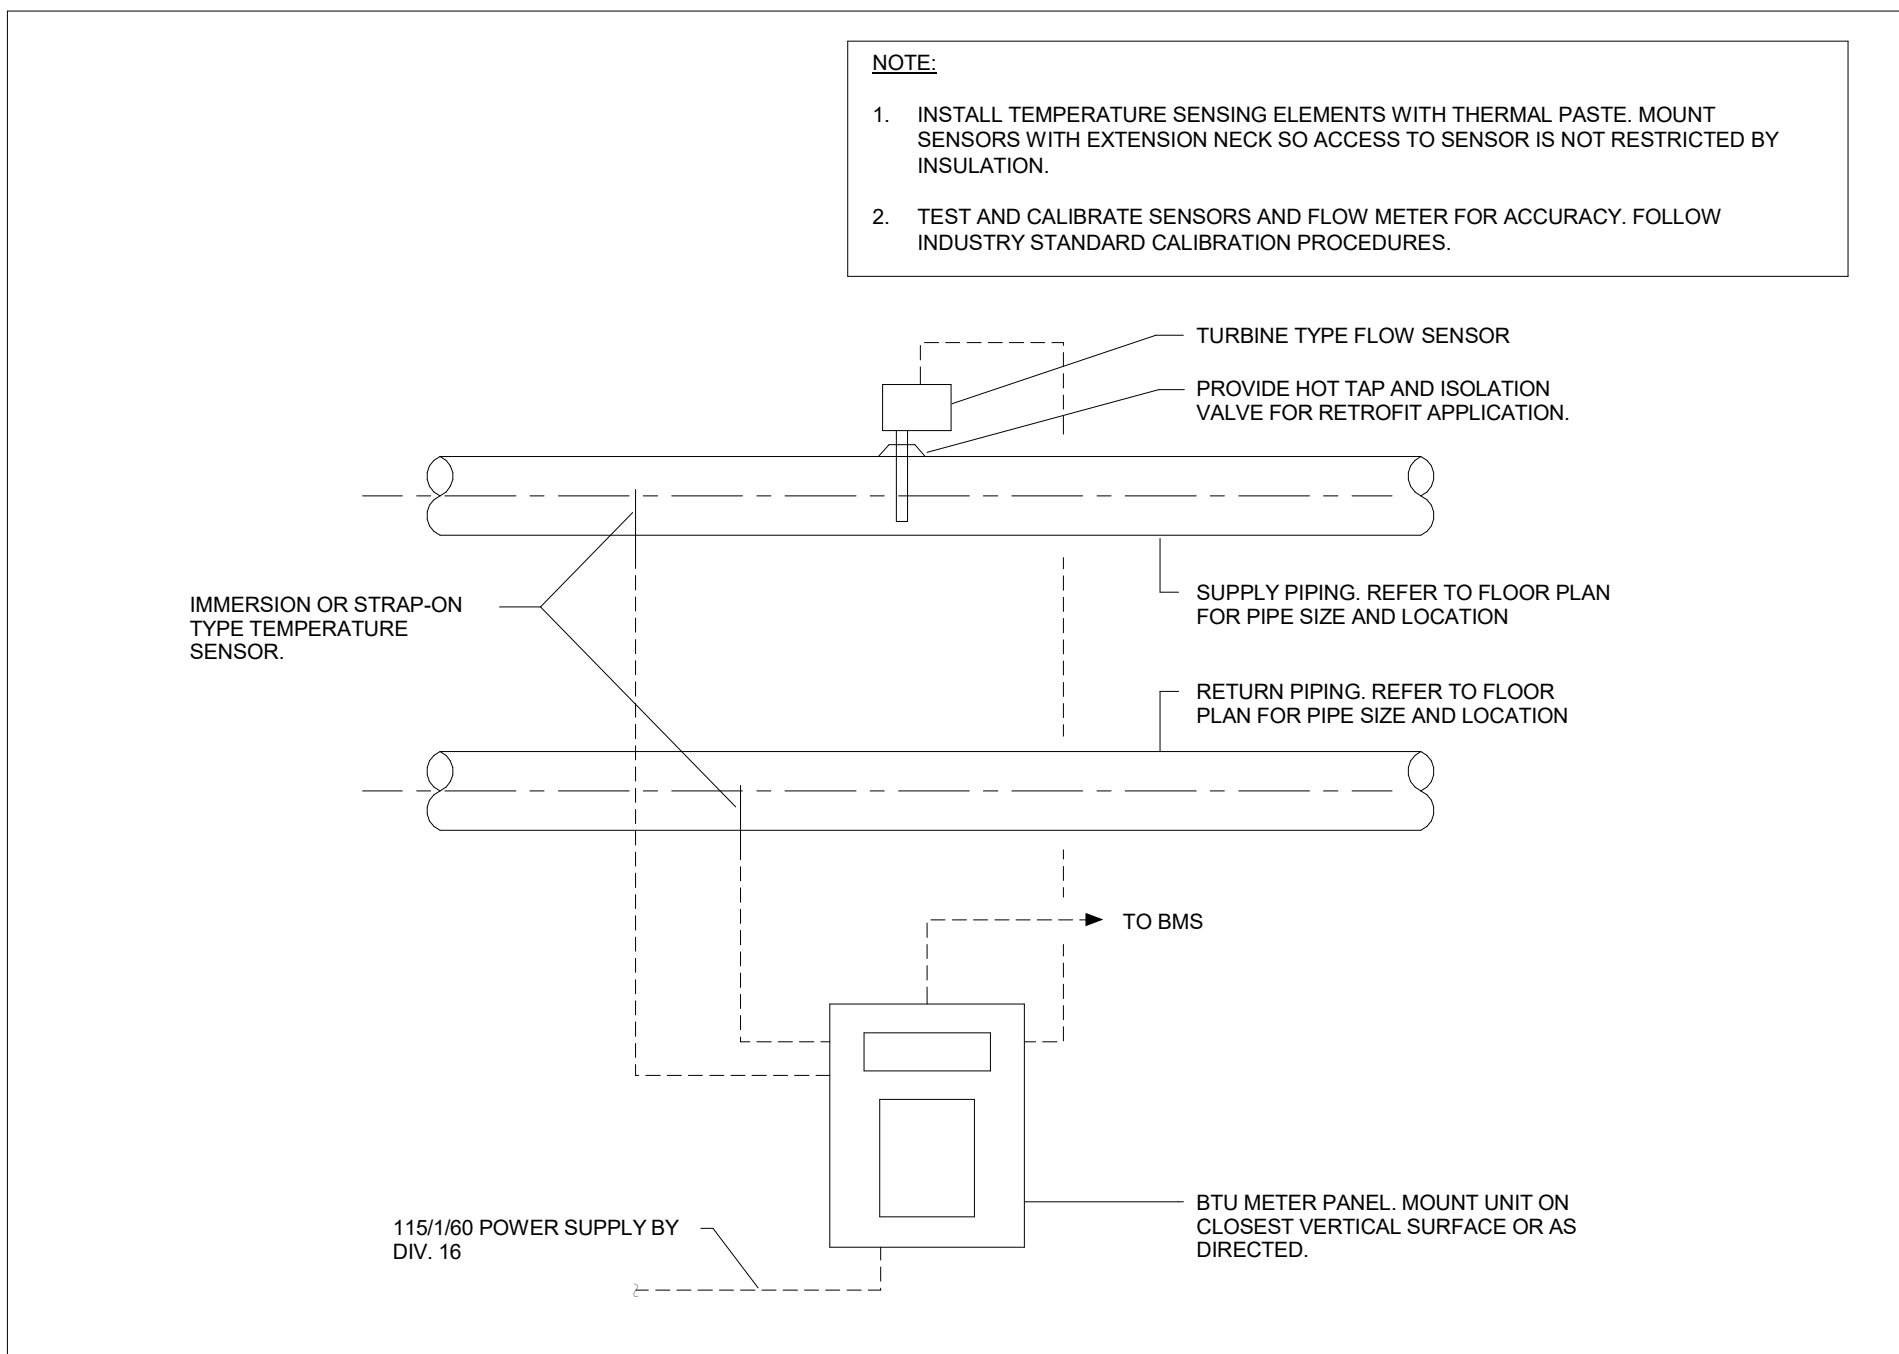 NOTE:
1. INSTALL TEMPERATURE SENSING ELEMENTS WITH THERMAL PASTE. MOUNT
SENSORS WITH EXTENSION NECK SO ACCESS TO SENSOR IS NOT RESTRICTED BY
INSULATION.
2. TEST AND CALIBRATE SENSORS AND FLOW METER FOR ACCURACY. FOLLOW
INDUSTRY STANDARD CALIBRATION PROCEDURES.
TURBINE TYPE FLOW SENSOR
PROVIDE HOT TAP AND ISOLATION
VALVE FOR RETROFIT APPLICATION.
IMMERSION OR STRAP-ON
TYPE TEMPERATURE
SENSOR.
SUPPLY PIPING. REFER TO FLOOR PLAN
FOR PIPE SIZE AND LOCATION
RETURN PIPING. REFER TO FLOOR
PLAN FOR PIPE SIZE AND LOCATION
TO BMS
115/1/60 POWER SUPPLY BY
DIV. 16
BTU METER PANEL. MOUNT UNIT ON
CLOSEST VERTICAL SURFACE OR AS
DIRECTED.